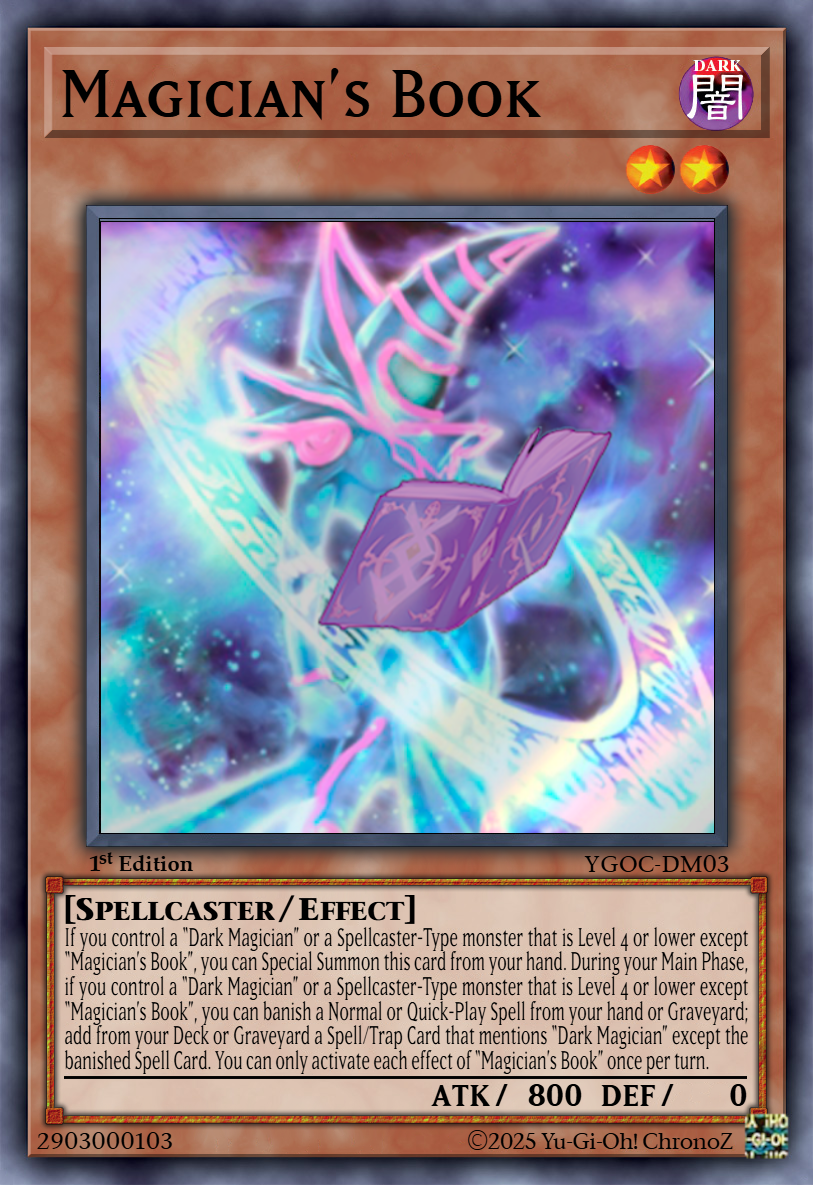 Magician's Book
DARK
闇
1st Edition
YGOC-DM03
[Spellcaster/Effect]
If you control a "Dark Magician" or a Spellcaster-Type monster that is Level 4 or lower except
"Magician's Book", you can Special Summon this card from your hand. During your Main Phase,
if you control a "Dark Magician" or a Spellcaster-Type monster that is Level 4 or lower except
"Magician's Book", you can banish a Normal or Quick-Play Spell from your hand or Graveyard;
add from your Deck or Graveyard a Spell/Trap Card that mentions "Dark Magician" except the
banished Spell Card. You can only activate each effect of "Magician's Book" once per turn.
ATK/ 800 DEF/ 0
2903000103
©2025 Yu-Gi-Oh! ChronoZ